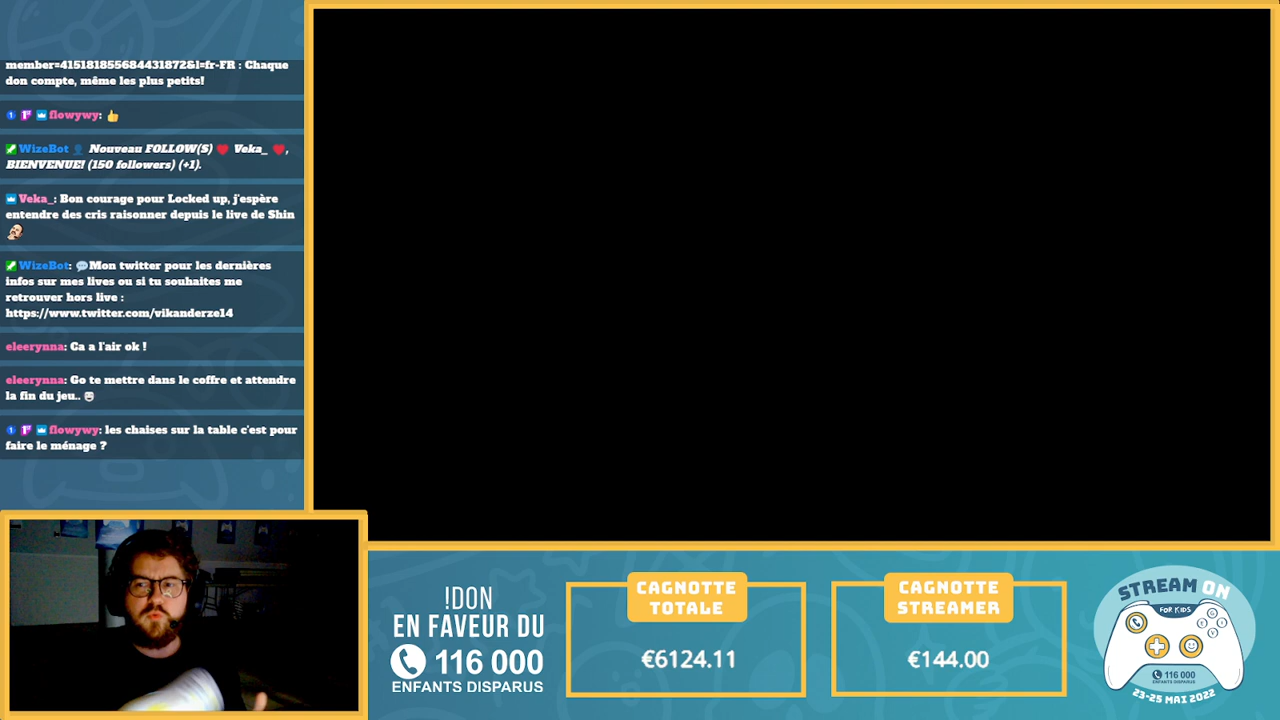 member=415181855684431872&l=fr-FR : Chaque
don compte, même les plus petits!
flowywy: 👍
WizeBot 👤 Nouveau FOLLOW(S) ❤️ Veka_ ❤️,
BIENVENUE! (150 followers) (+1).
Veka_: Bon courage pour Locked up, j'espère
entendre des cris raisonner depuis le live de Shin
WizeBot: 💬Mon twitter pour les dernières
infos sur mes lives ou si tu souhaites me
retrouver hors live :
https://www.twitter.com/vikanderze14
eleerynna: Ca a l'air ok !
eleerynna: Go te mettre dans le coffre et attendre
la fin du jeu..
flowywy: les chaises sur la table c'est pour
faire le ménage ?
!DON
EN FAVEUR DU
116 000
ENFANTS DISPARUS
CAGNOTTE
TOTALE
€6124.11
CAGNOTTE
STREAMER
€144.00
STREAM ON
FOR KIDS
G
E
I
V
116 000
ENFANTS DISPARUS
23-25 MAI 2022